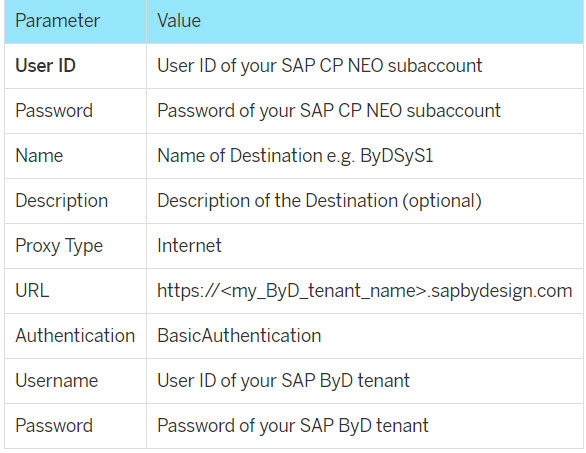 Parameter Value
User ID User ID of your SAP CP NEO subaccount
Password Password of your SAP CP NEO subaccount
Name Name of Destination e.g. ByDSyS1
Description Description of the Destination (optional)
Proxy Type Internet
URL https://<my_ByD_tenant_name>.sapbydesign.com
Authentication BasicAuthentication
Username User ID of your SAP ByD tenant
Password Password of your SAP ByD tenant